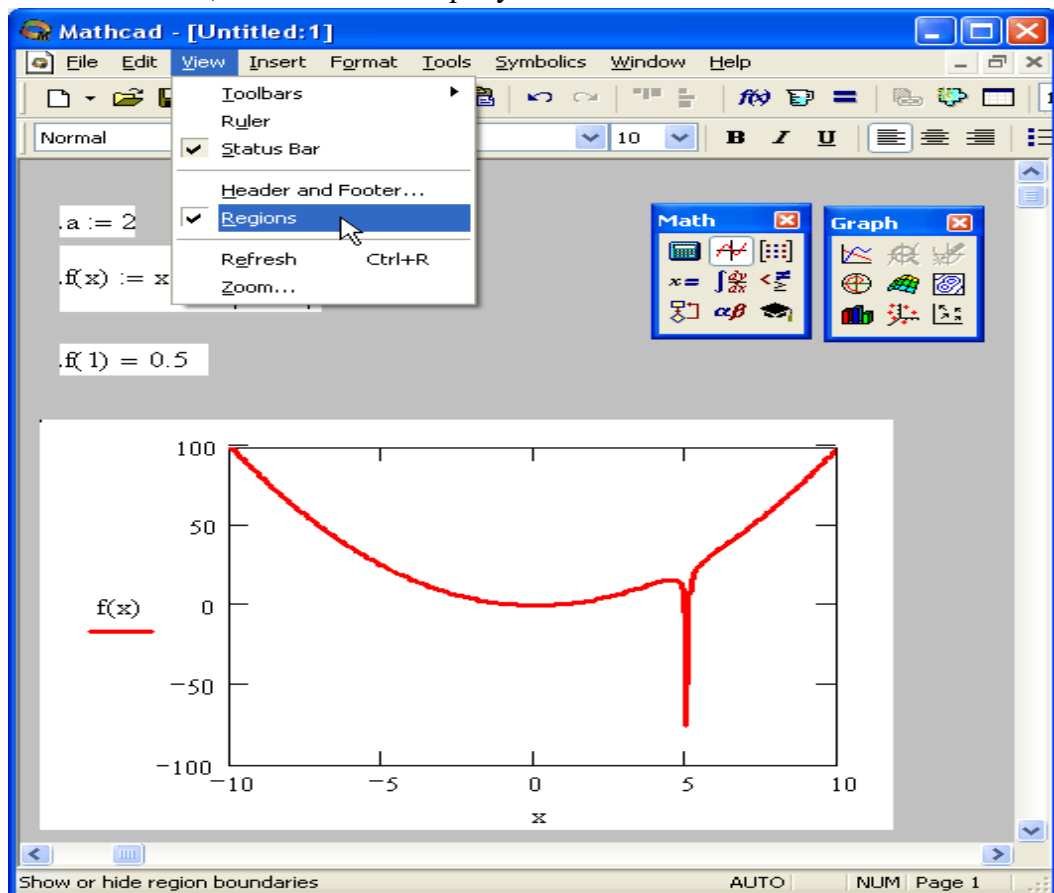 Mathcad - [Untitled:1]
File Edit View Insert Format Tools Symbolics Window Help
Toolbars
Ruler
Status Bar
Header and Footer...
Regions
Refresh Ctrl+R
Zoom...
Normal 10 B I U
a := 2
f(x) := x
f(1) = 0.5
Math
Graph
100
50
0
-50
-100
f(x)
-10 -5 0 5 10
x
Show or hide region boundaries AUTO NUM Page 1